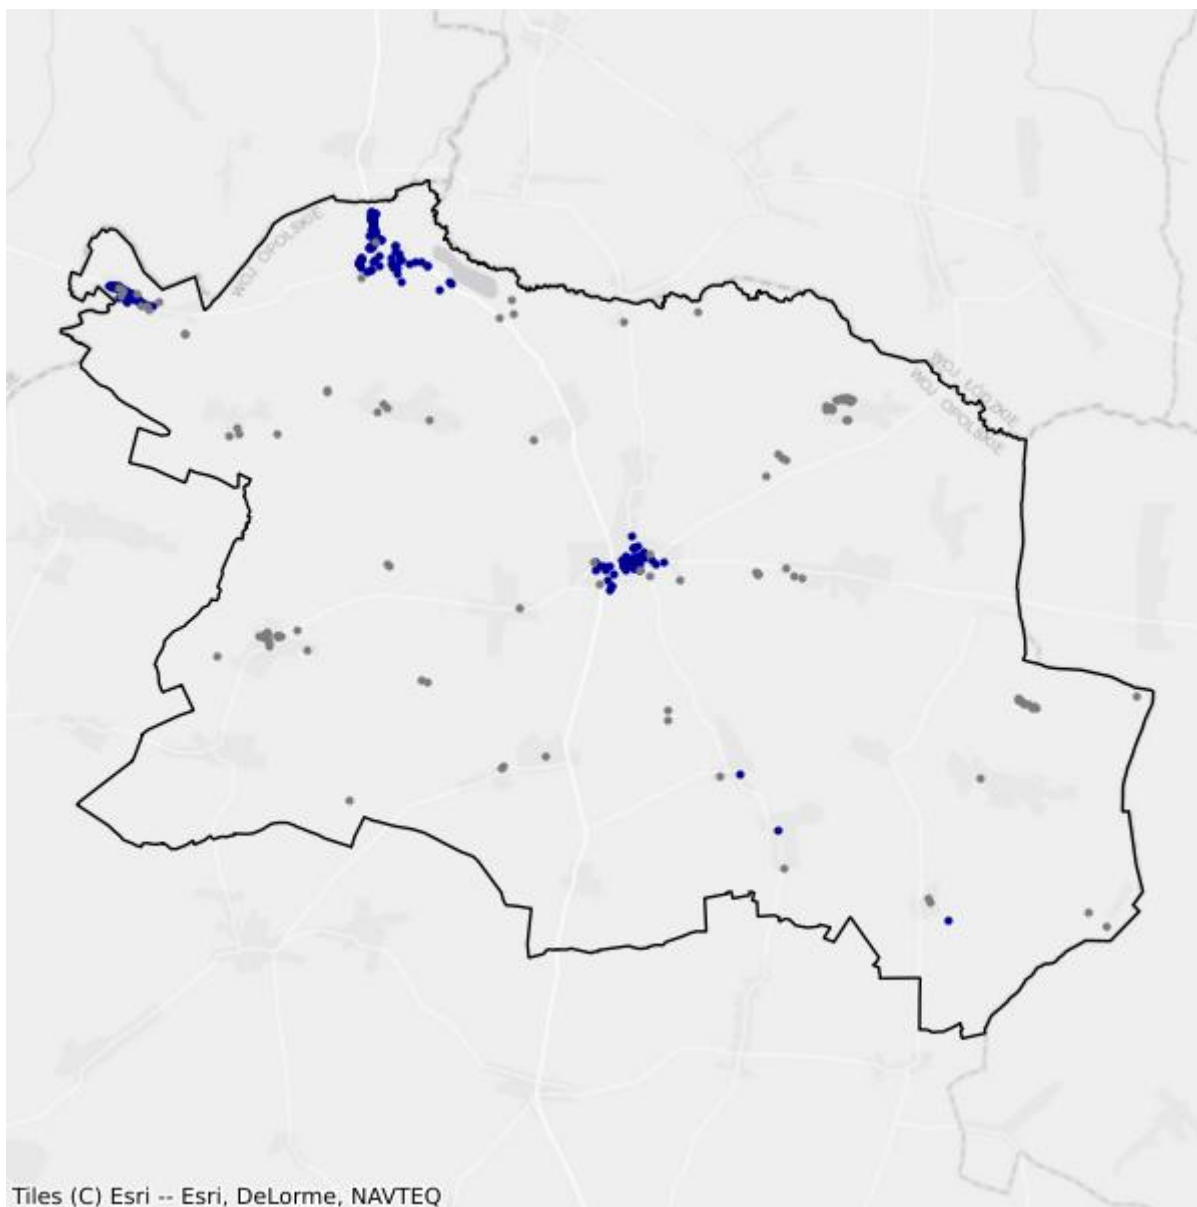 WOJ. OPOLSKIE
WOJ. ŁÓDZKIE
WOJ. OPOLSKIE
Tiles (C) Esri -- Esri, DeLorme, NAVTEQ